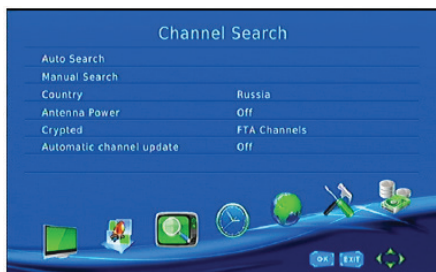 Channel Search
Auto Search
Manual Search
Country Russia
Antenna Power Off
Crypted FTA Channels
Automatic channel update Off
OK EXIT